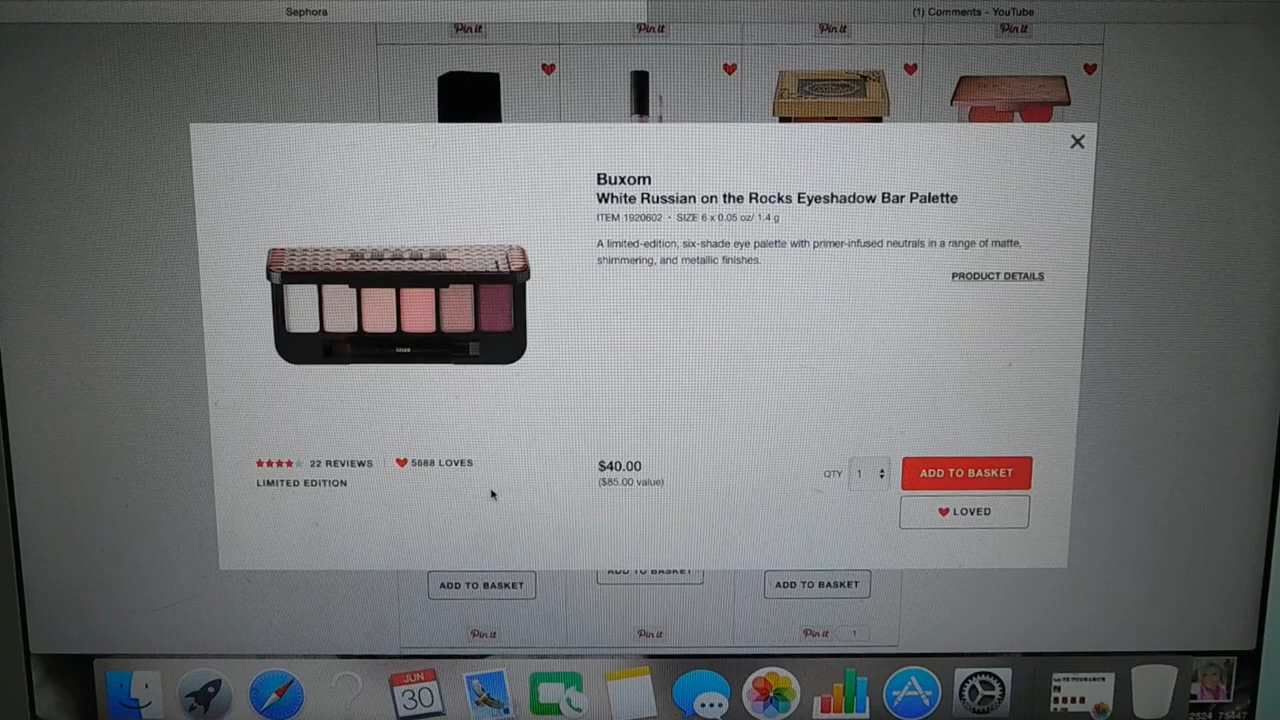 Sephora
(1) Comments - YouTube
Pin it
Pin it
Pin it
Pin it
Buxom
White Russian on the Rocks Eyeshadow Bar Palette
ITEM 1920602 • SIZE 6 x 0.05 oz/ 1.4 g
A limited-edition, six-shade eye palette with primer-infused neutrals in a range of matte,
shimmering, and metallic finishes.
PRODUCT DETAILS
22 REVIEWS
5688 LOVES
LIMITED EDITION
$40.00
($85.00 value)
QTY 1
ADD TO BASKET
LOVED
ADD TO BASKET
ADD TO BASKET
ADD TO BASKET
Pin it
Pin it
Pin it 1
JUN
30